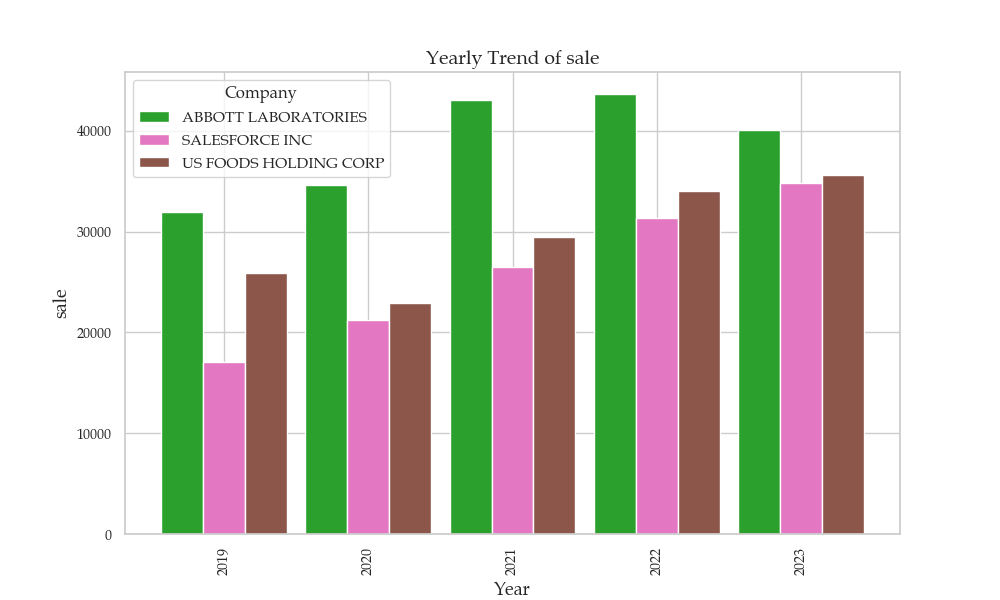 Yearly Trend of sale
Company
ABBOTT LABORATORIES
SALESFORCE INC
US FOODS HOLDING CORP
sale
40000
30000
20000
10000
0
2019
2020
2021
2022
2023
Year